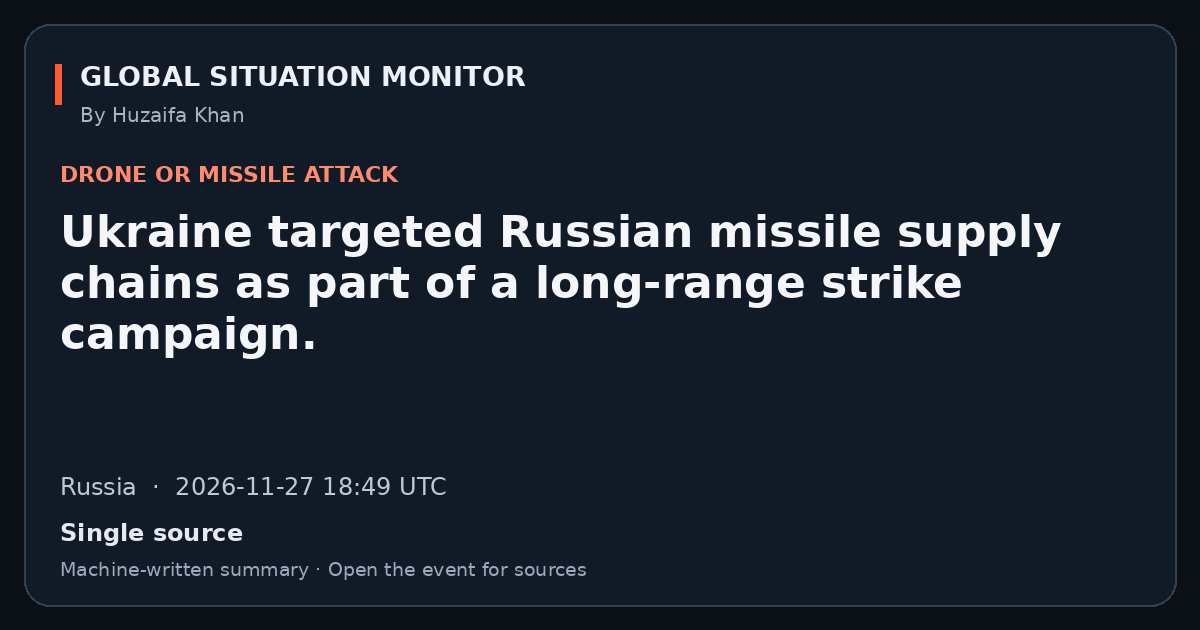 GLOBAL SITUATION MONITOR
By Huzaifa Khan
DRONE OR MISSILE ATTACK
Ukraine targeted Russian missile supply
chains as part of a long-range strike
campaign.
Russia · 2026-11-27 18:49 UTC
Single source
Machine-written summary · Open the event for sources